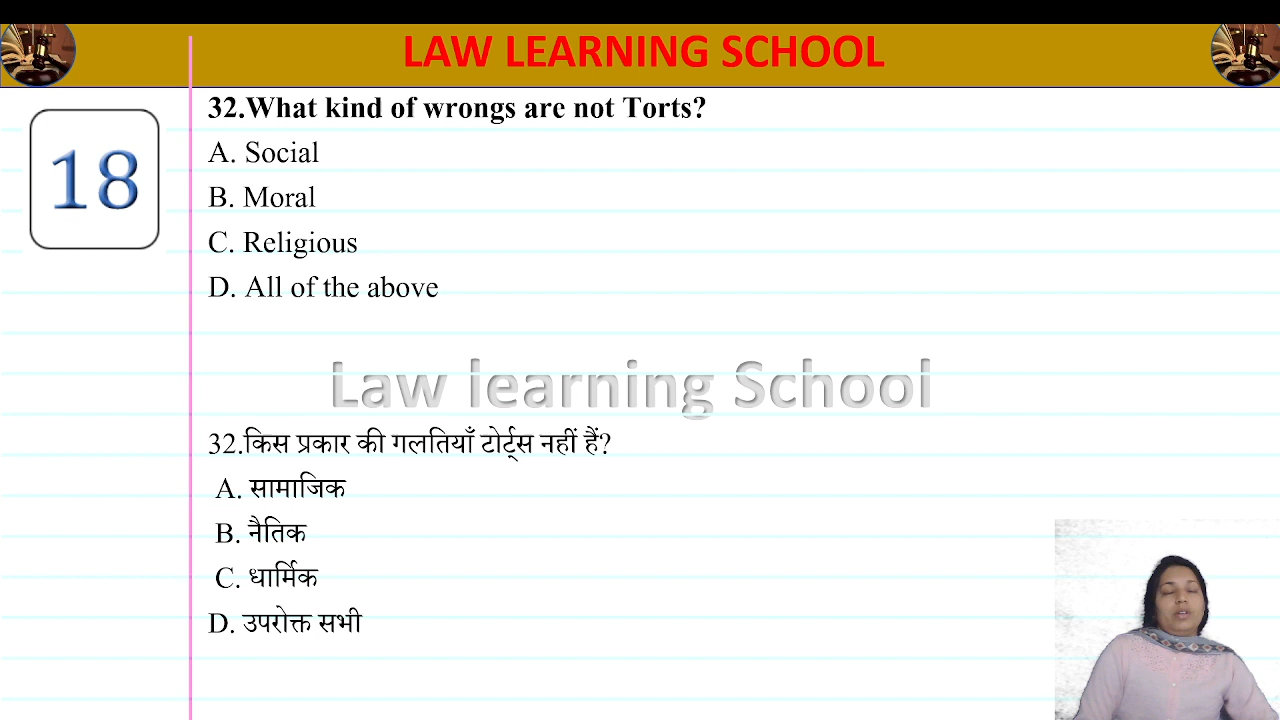 LAW LEARNING SCHOOL
18
32.What kind of wrongs are not Torts?
A. Social
B. Moral
C. Religious
D. All of the above
Law learning School
32.किस प्रकार की गलतियाँ टोर्ट्स नहीं हैं?
A. सामाजिक
B. नैतिक
C. धार्मिक
D. उपरोक्त सभी